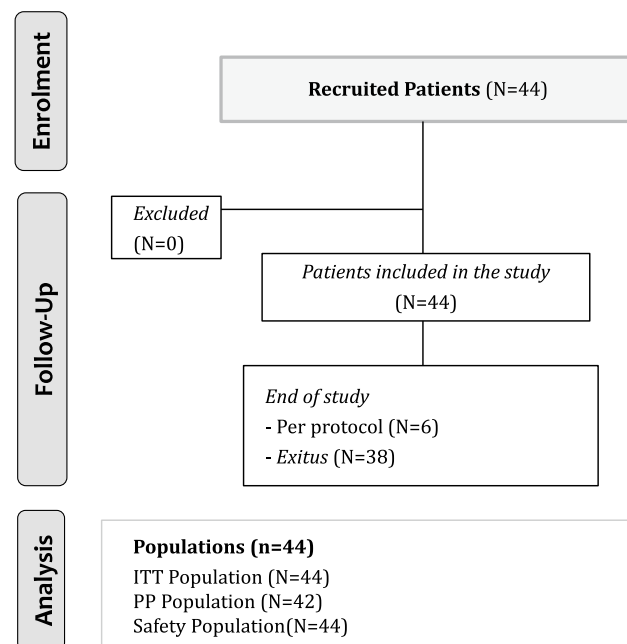 Enrolment
Recruited Patients (N=44)
Follow-Up
Excluded
(N=0)
Patients included in the study
(N=44)
End of study
- Per protocol (N=6)
- Exitus (N=38)
Analysis
Populations (n=44)
ITT Population (N=44)
PP Population (N=42)
Safety Population(N=44)